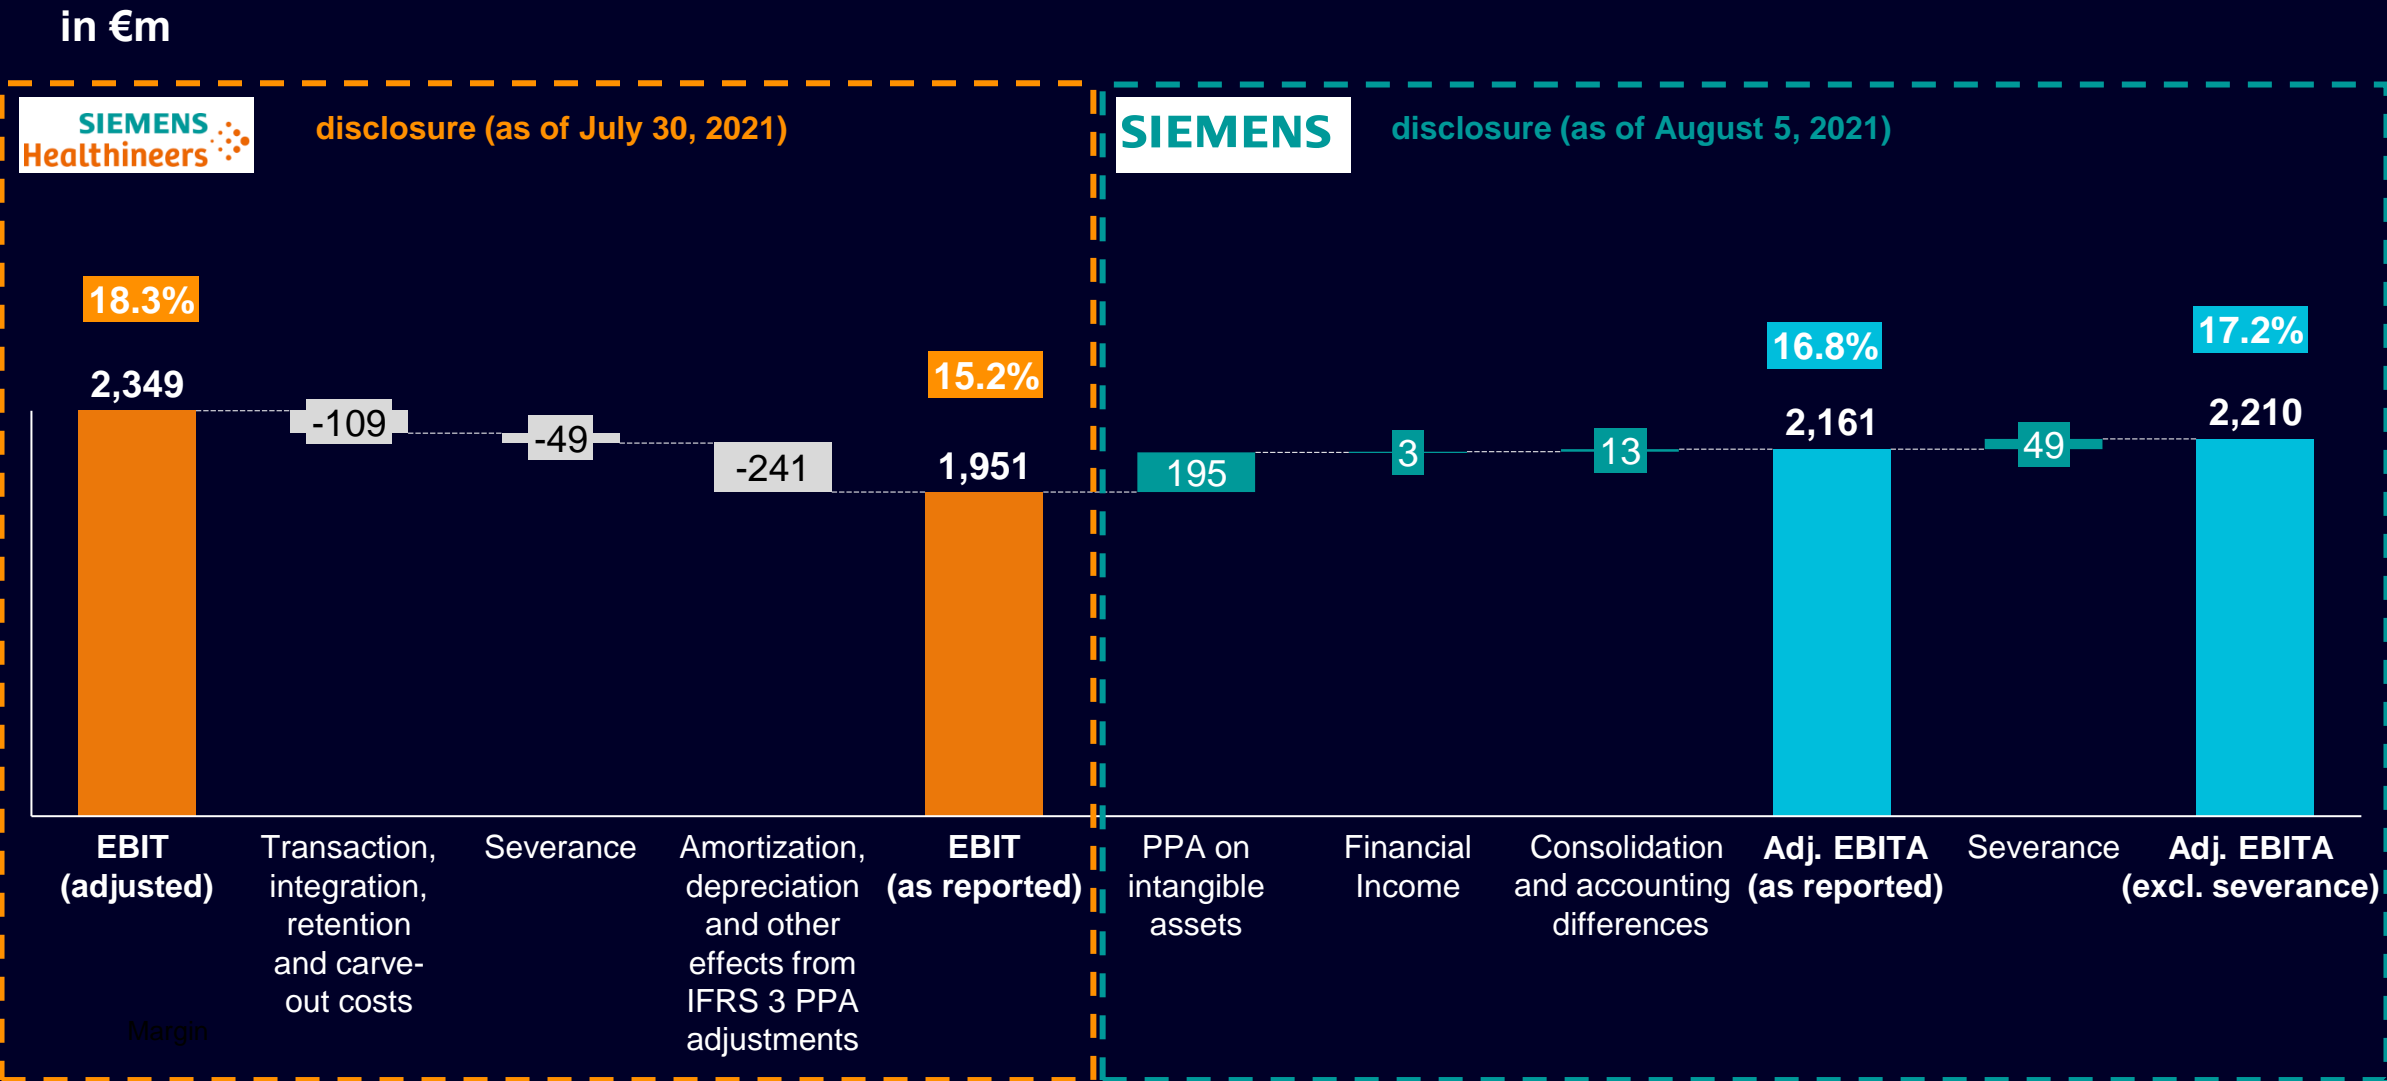 in €m
SIEMENS
Healthineers
disclosure (as of July 30, 2021)
SIEMENS
disclosure (as of August 5, 2021)
18.3%
2,349
-109
-49
-241
15.2%
1,951
195
3
13
16.8%
2,161
49
17.2%
2,210
EBIT
(adjusted)
Transaction,
integration,
retention
and carve-
out costs
Severance
Amortization,
depreciation
and other
effects from
IFRS 3 PPA
adjustments
EBIT
(as reported)
PPA on
intangible
assets
Financial
Income
Consolidation
and accounting
differences
Adj. EBITA
(as reported)
Severance
Adj. EBITA
(excl. severance)
Margin